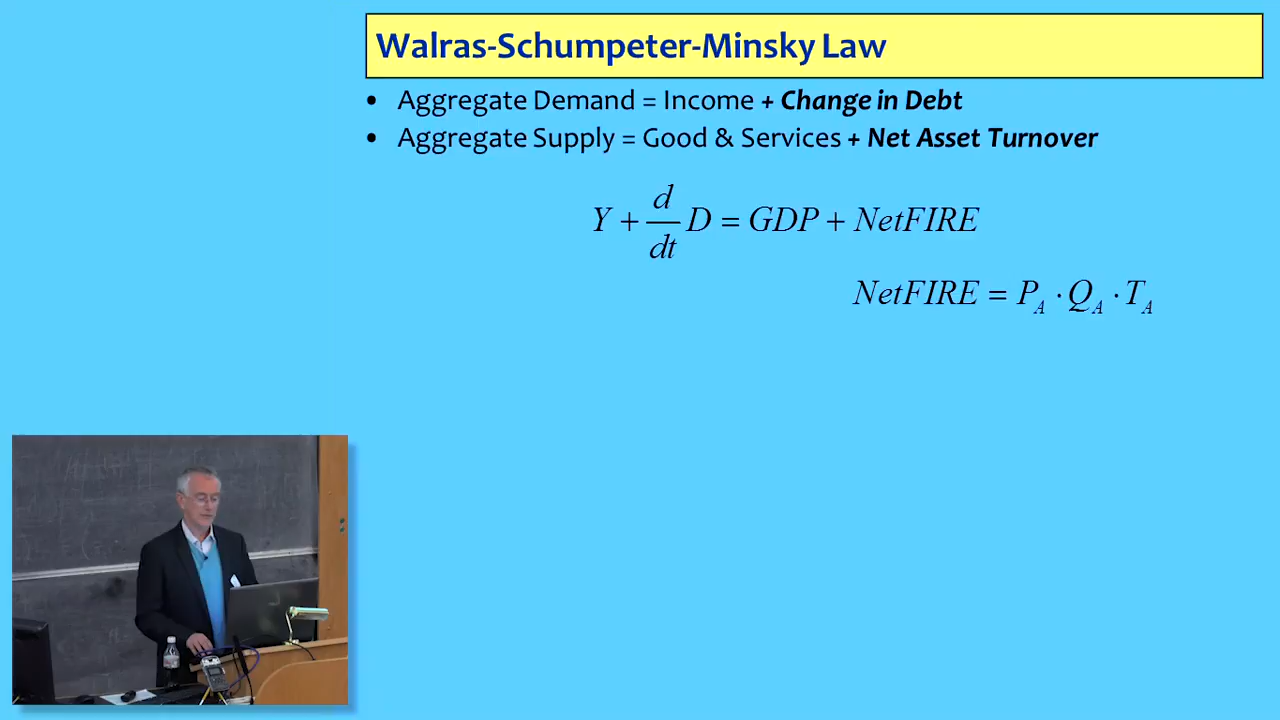 Walras-Schumpeter-Minsky Law
• Aggregate Demand = Income + Change in Debt
• Aggregate Supply = Good & Services + Net Asset Turnover
Y + d/dt D = GDP + NetFIRE
NetFIRE = P_A · Q_A · T_A